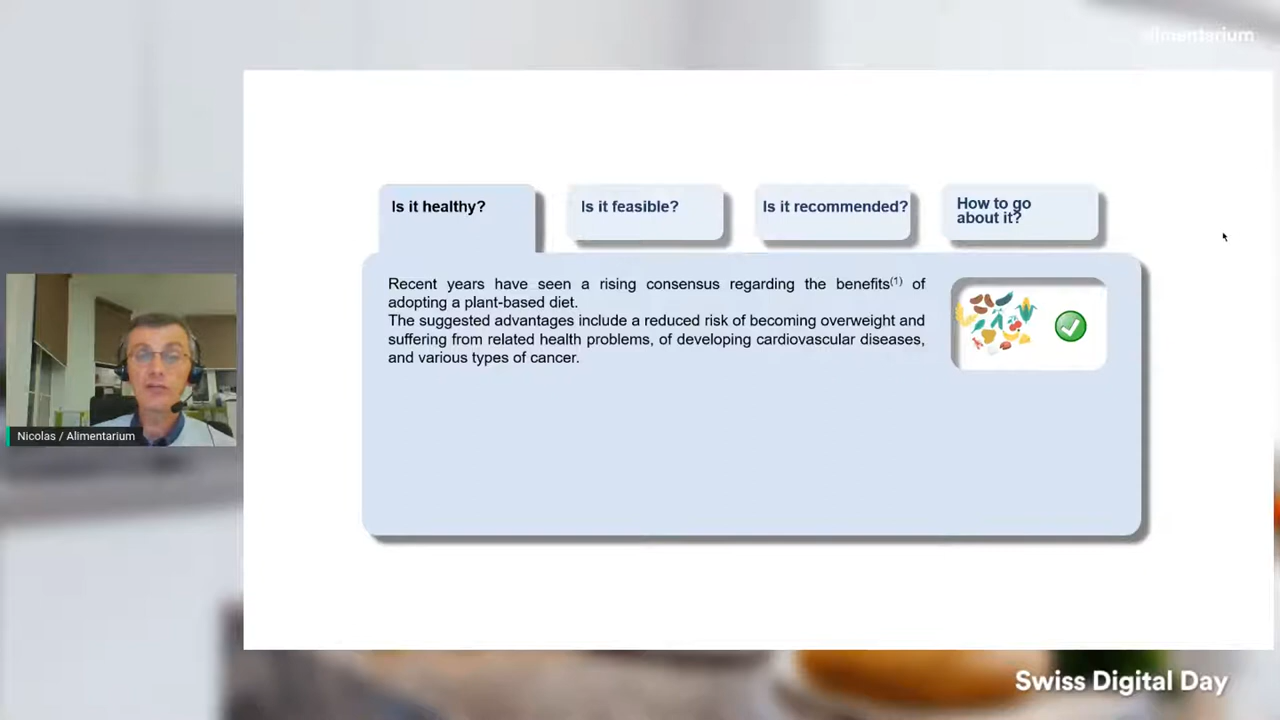 alimentarium
Is it healthy?
Is it feasible?
Is it recommended?
How to go
about it?
Recent years have seen a rising consensus regarding the benefits(1) of
adopting a plant-based diet.
The suggested advantages include a reduced risk of becoming overweight and
suffering from related health problems, of developing cardiovascular diseases,
and various types of cancer.
Nicolas / Alimentarium
Swiss Digital Day